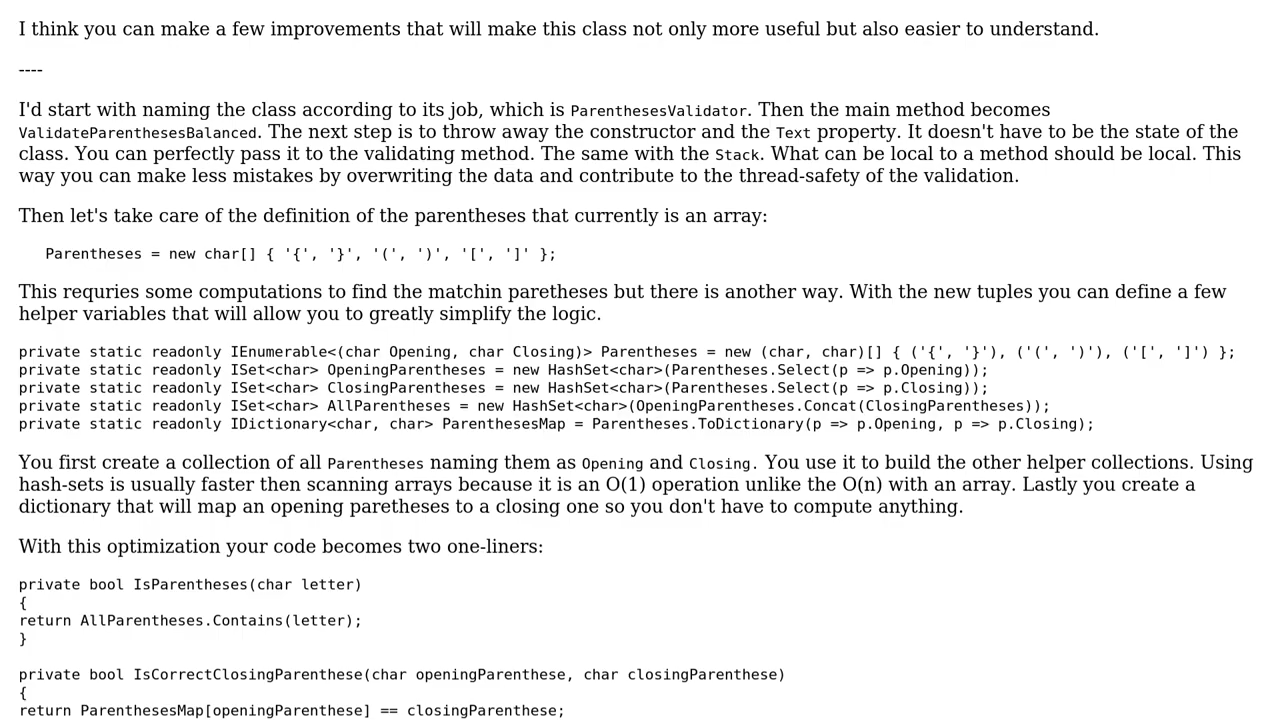 I think you can make a few improvements that will make this class not only more useful but also easier to understand.
----
I'd start with naming the class according to its job, which is ParenthesesValidator. Then the main method becomes
ValidateParenthesesBalanced. The next step is to throw away the constructor and the Text property. It doesn't have to be the state of the
class. You can perfectly pass it to the validating method. The same with the Stack. What can be local to a method should be local. This
way you can make less mistakes by overwriting the data and contribute to the thread-safety of the validation.
Then let's take care of the definition of the parentheses that currently is an array:
Parentheses = new char[] { '{', '}', '(', ')', '[', ']' };
This requries some computations to find the matchin paretheses but there is another way. With the new tuples you can define a few
helper variables that will allow you to greatly simplify the logic.
private static readonly IEnumerable<(char Opening, char Closing)> Parentheses = new (char, char)[] { ('{', '}'), ('(', ')'), ('[', ']') };
private static readonly ISet<char> OpeningParentheses = new HashSet<char>(Parentheses.Select(p => p.Opening));
private static readonly ISet<char> ClosingParentheses = new HashSet<char>(Parentheses.Select(p => p.Closing));
private static readonly ISet<char> AllParentheses = new HashSet<char>(OpeningParentheses.Concat(ClosingParentheses));
private static readonly IDictionary<char, char> ParenthesesMap = Parentheses.ToDictionary(p => p.Opening, p => p.Closing);
You first create a collection of all Parentheses naming them as Opening and Closing. You use it to build the other helper collections. Using
hash-sets is usually faster then scanning arrays because it is an O(1) operation unlike the O(n) with an array. Lastly you create a
dictionary that will map an opening paretheses to a closing one so you don't have to compute anything.
With this optimization your code becomes two one-liners:
private bool IsParentheses(char letter)
{
return AllParentheses.Contains(letter);
}
private bool IsCorrectClosingParenthese(char openingParenthese, char closingParenthese)
{
return ParenthesesMap[openingParenthese] == closingParenthese;